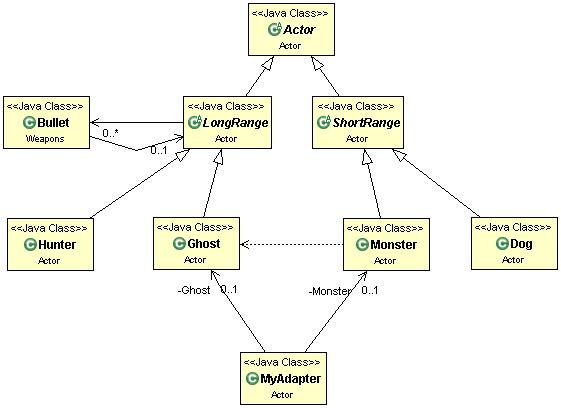 <<Java Class>>
Actor
Actor
<<Java Class>>
Bullet
Weapons
<<Java Class>>
LongRange
Actor
<<Java Class>>
ShortRange
Actor
0..*
0..1
<<Java Class>>
Hunter
Actor
<<Java Class>>
Ghost
Actor
<<Java Class>>
Monster
Actor
<<Java Class>>
Dog
Actor
-Ghost 0..1
-Monster 0..1
<<Java Class>>
MyAdapter
Actor